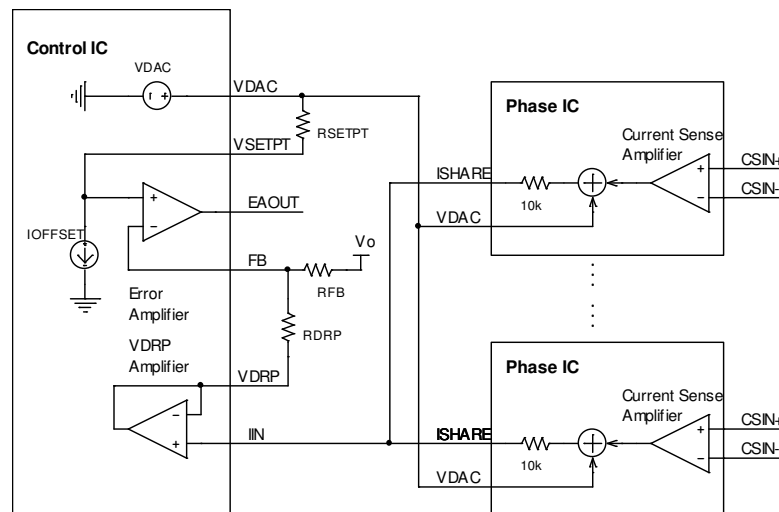 Control IC
VDAC
VDAC
RSETPT
VSETPT
IOFFSET
EAOUT
Vo
FB
RFB
Error
Amplifier
RDRP
VDRP
Amplifier
VDRP
IIN
Phase IC
Current Sense
Amplifier
CSIN+
CSIN-
ISHARE
10k
VDAC
Phase IC
Current Sense
Amplifier
CSIN+
CSIN-
ISHARE
10k
VDAC